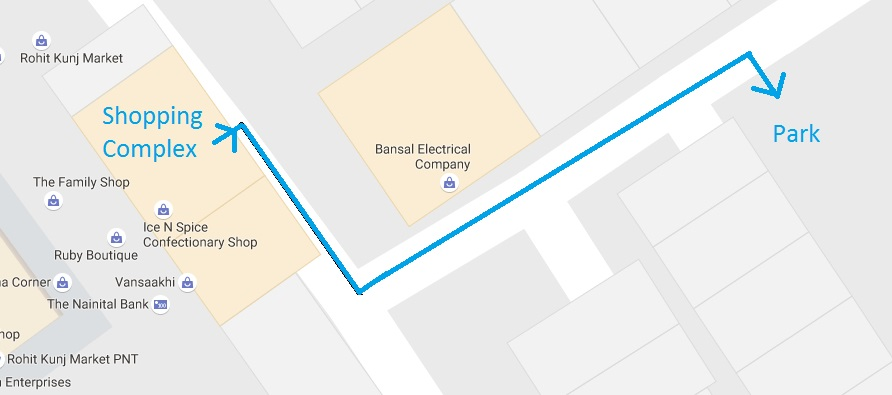 Rohit Kunj Market
Shopping
Complex
Park
Bansal Electrical
Company
The Family Shop
Ice N Spice
Confectionary Shop
Ruby Boutique
a Corner
Vansaakhi
The Nainital Bank
hop
Rohit Kunj Market PNT
Enterprises